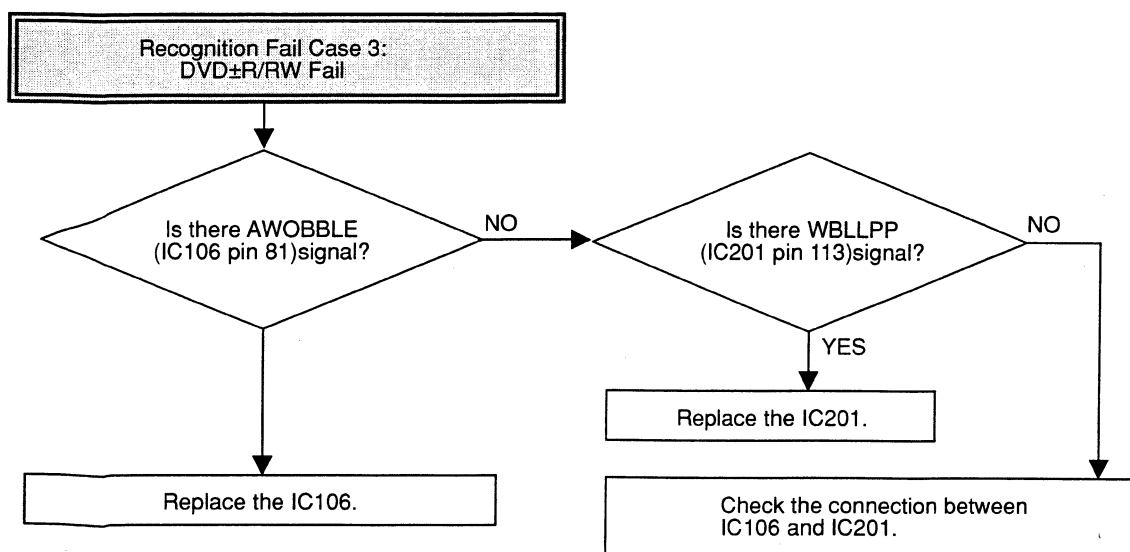 Recognition Fail Case 3:
DVD±R/RW Fail
Is there AWOBBLE
(IC106 pin 81)signal?
NO
Is there WBLLPP
(IC201 pin 113)signal?
NO
YES
Replace the IC201.
Replace the IC106.
Check the connection between
IC106 and IC201.